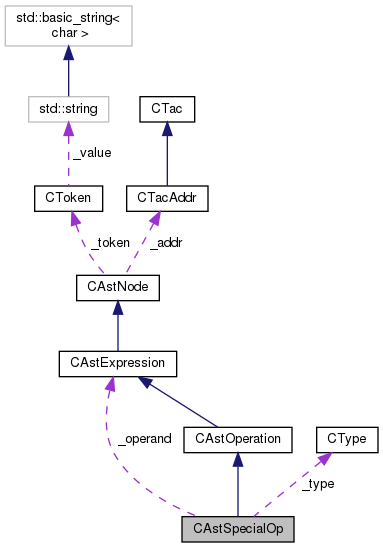 std::basic_string<
char >
std::string
CTac
_value
CToken
CTacAddr
_token
_addr
CAstNode
CAstExpression
_operand
CAstOperation
CType
_type
CAstSpecialOp